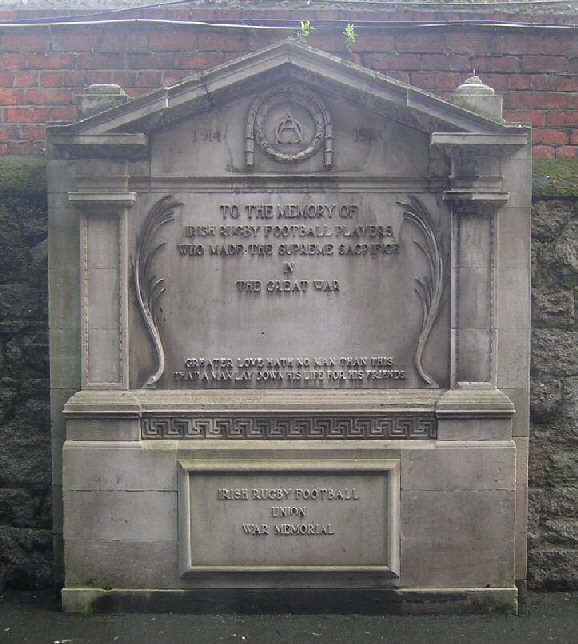 1914 1918
TO THE MEMORY OF
IRISH RUGBY FOOTBALL PLAYERS,
WHO MADE THE SUPREME SACRIFICE
IN
THE GREAT WAR
GREATER LOVE HATH NO MAN THAN THIS,
THAT A MAN LAY DOWN HIS LIFE FOR HIS FRIENDS
IRISH RUGBY FOOTBALL
UNION
WAR MEMORIAL